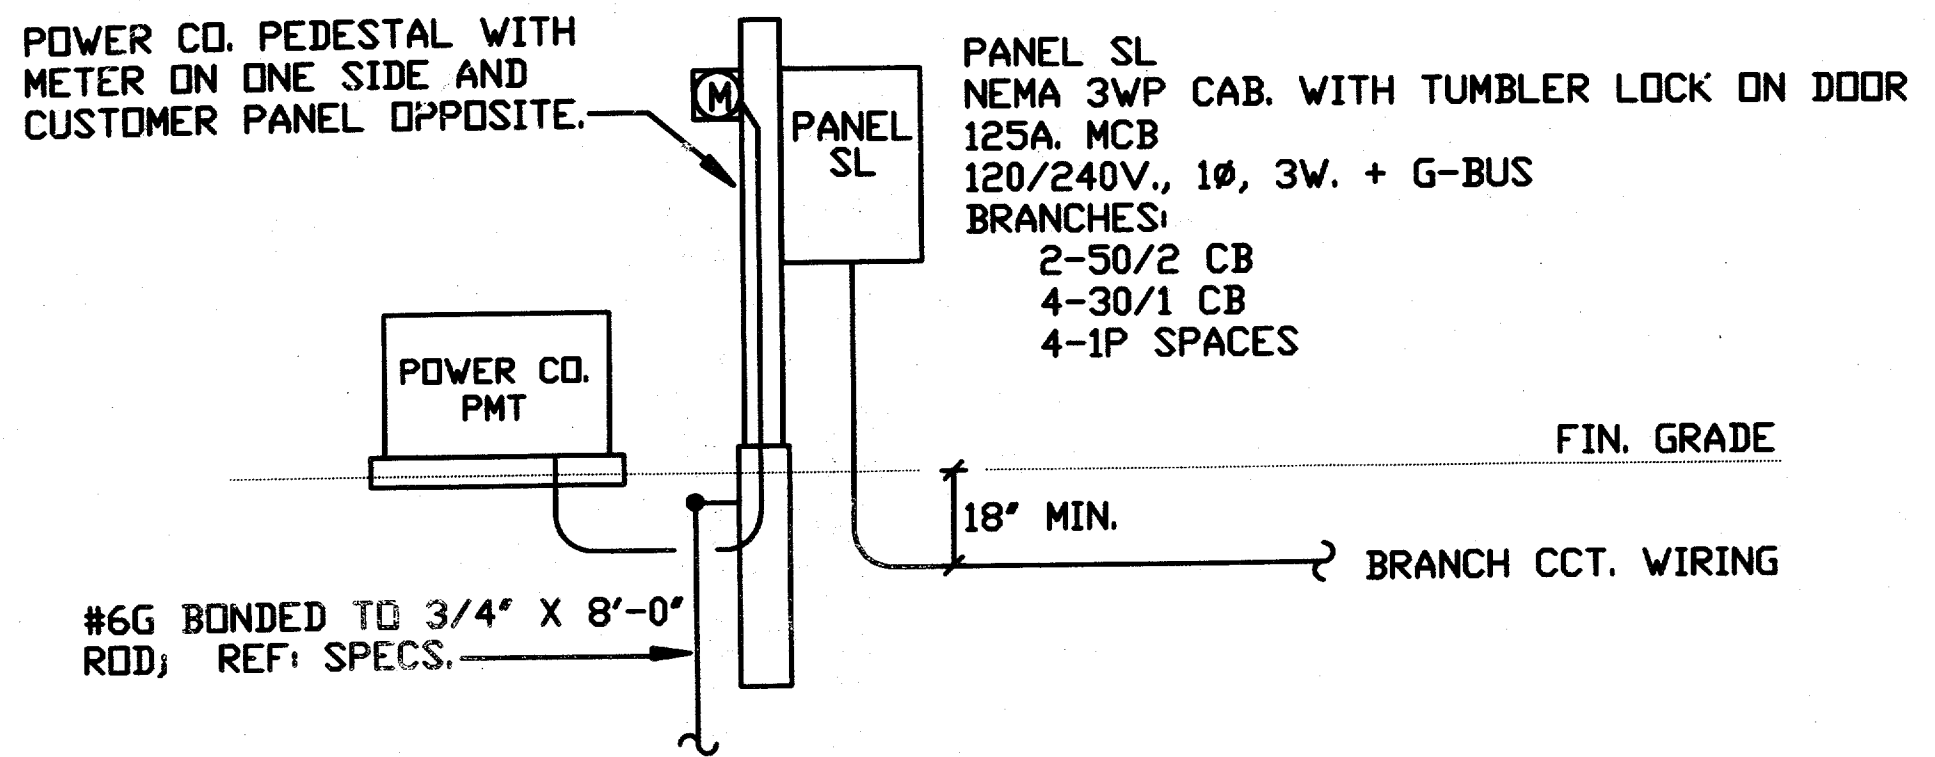 POWER CO. PEDESTAL WITH
METER ON ONE SIDE AND
CUSTOMER PANEL OPPOSITE.
M
PANEL
SL
PANEL SL
NEMA 3WP CAB. WITH TUMBLER LOCK ON DOOR
125A. MCB
120/240V., 1ø, 3W. + G-BUS
BRANCHES:
2-50/2 CB
4-30/1 CB
4-1P SPACES
POWER CO.
PMT
FIN. GRADE
18" MIN.
BRANCH CCT. WIRING
#6G BONDED TO 3/4" X 8'-0"
ROD; REF: SPECS.